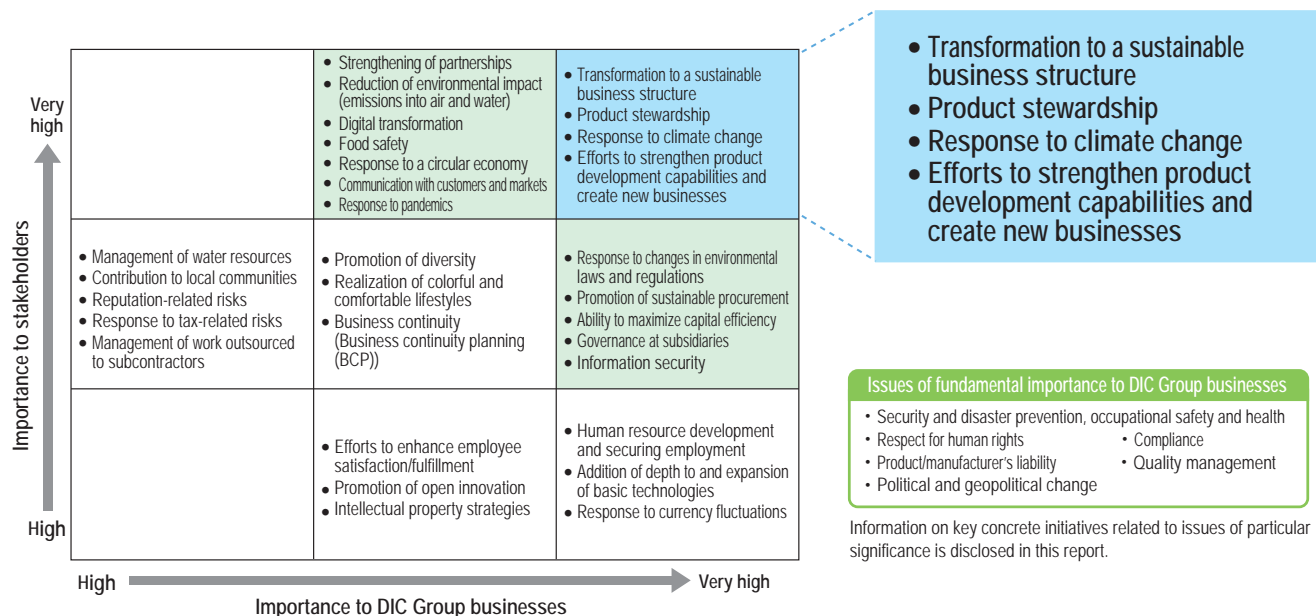 Very
high
Importance to stakeholders
High
• Strengthening of partnerships
• Reduction of environmental impact
(emissions into air and water)
• Digital transformation
• Food safety
• Response to a circular economy
• Communication with customers and markets
• Response to pandemics
• Transformation to a sustainable
business structure
• Product stewardship
• Response to climate change
• Efforts to strengthen product
development capabilities and
create new businesses
• Management of water resources
• Contribution to local communities
• Reputation-related risks
• Response to tax-related risks
• Management of work outsourced
to subcontractors
• Promotion of diversity
• Realization of colorful and
comfortable lifestyles
• Business continuity
(Business continuity planning
(BCP))
• Response to changes in environmental
laws and regulations
• Promotion of sustainable procurement
• Ability to maximize capital efficiency
• Governance at subsidiaries
• Information security
• Efforts to enhance employee
satisfaction/fulfillment
• Promotion of open innovation
• Intellectual property strategies
• Human resource development
and securing employment
• Addition of depth to and expansion
of basic technologies
• Response to currency fluctuations
High
Very high
Importance to DIC Group businesses
• Transformation to a sustainable
business structure
• Product stewardship
• Response to climate change
• Efforts to strengthen product
development capabilities and
create new businesses
Issues of fundamental importance to DIC Group businesses
• Security and disaster prevention, occupational safety and health
• Respect for human rights
• Compliance
• Product/manufacturer's liability
• Quality management
• Political and geopolitical change
Information on key concrete initiatives related to issues of particular
significance is disclosed in this report.